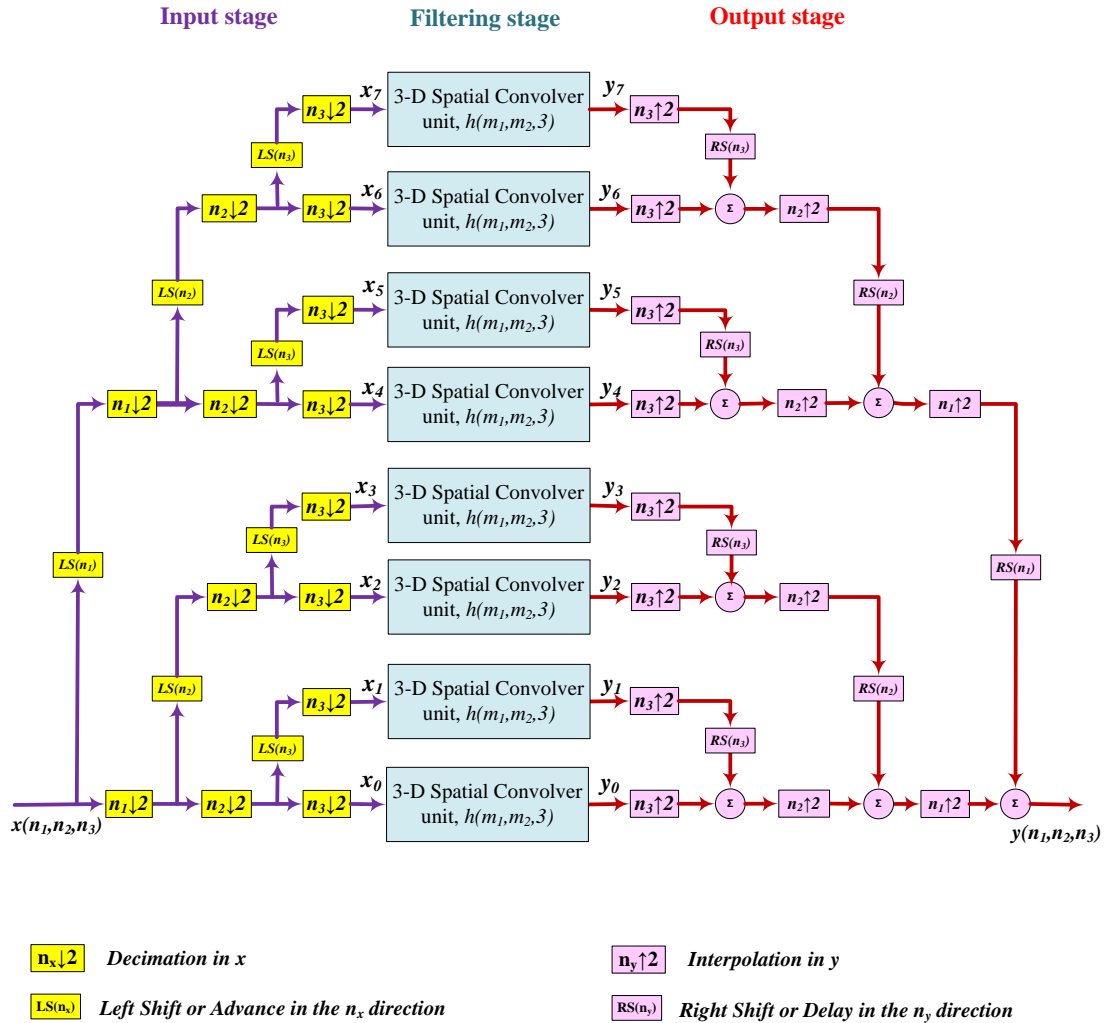 Input stage Filtering stage Output stage
x7 y7
n3↓2 3-D Spatial Convolver n3↑2
unit, h(m1,m2,3)
LS(n3) RS(n3)
x6 y6
n2↓2 n3↓2 3-D Spatial Convolver n3↑2 Σ n2↑2
unit, h(m1,m2,3)
LS(n2) RS(n2)
x5 y5
n3↓2 3-D Spatial Convolver n3↑2
unit, h(m1,m2,3)
LS(n3) RS(n3)
x4 y4
n1↓2 n2↓2 n3↓2 3-D Spatial Convolver n3↑2 Σ n2↑2 Σ n1↑2
unit, h(m1,m2,3)
x3 y3
n3↓2 3-D Spatial Convolver n3↑2
unit, h(m1,m2,3)
LS(n3) RS(n3)
LS(n1) RS(n1)
x2 y2
n2↓2 n3↓2 3-D Spatial Convolver n3↑2 Σ n2↑2
unit, h(m1,m2,3)
LS(n2) RS(n2)
x1 y1
n3↓2 3-D Spatial Convolver n3↑2
unit, h(m1,m2,3)
LS(n3) RS(n3)
x0 y0
n1↓2 n2↓2 n3↓2 3-D Spatial Convolver n3↑2 Σ n2↑2 Σ n1↑2 Σ
unit, h(m1,m2,3)
x(n1,n2,n3) y(n1,n2,n3)
nx↓2 Decimation in x ny↑2 Interpolation in y
LS(nx) Left Shift or Advance in the nx direction RS(ny) Right Shift or Delay in the ny direction